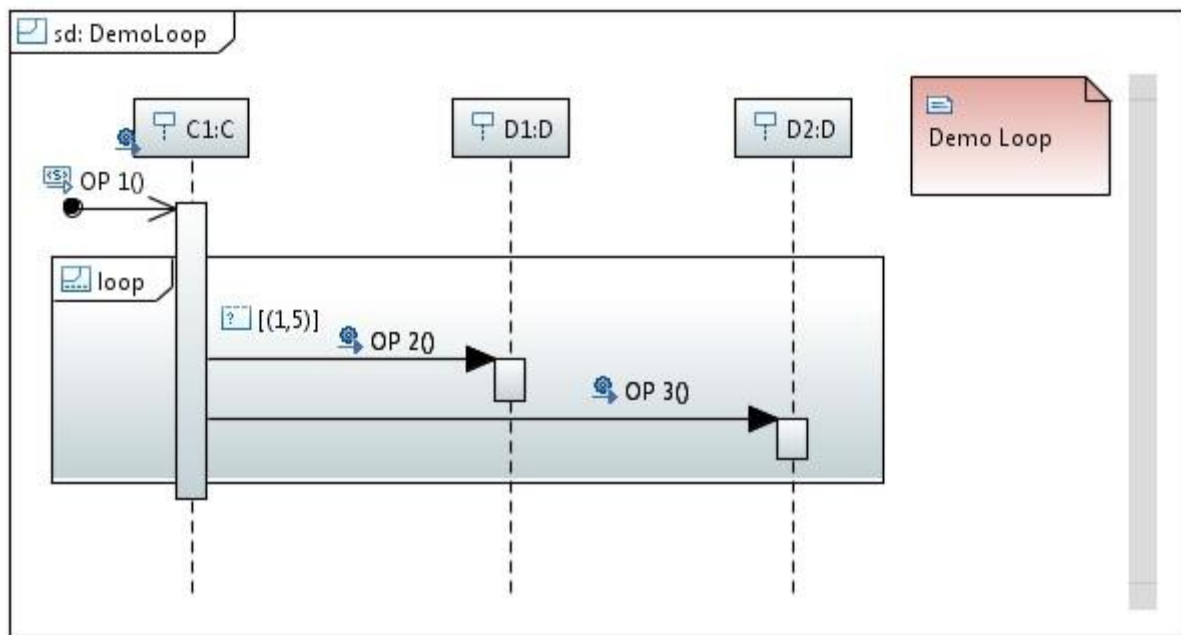 sd: DemoLoop
C1:C
D1:D
D2:D
Demo Loop
<S>
OP 1()
loop
?
[(1,5)]
OP 2()
OP 3()